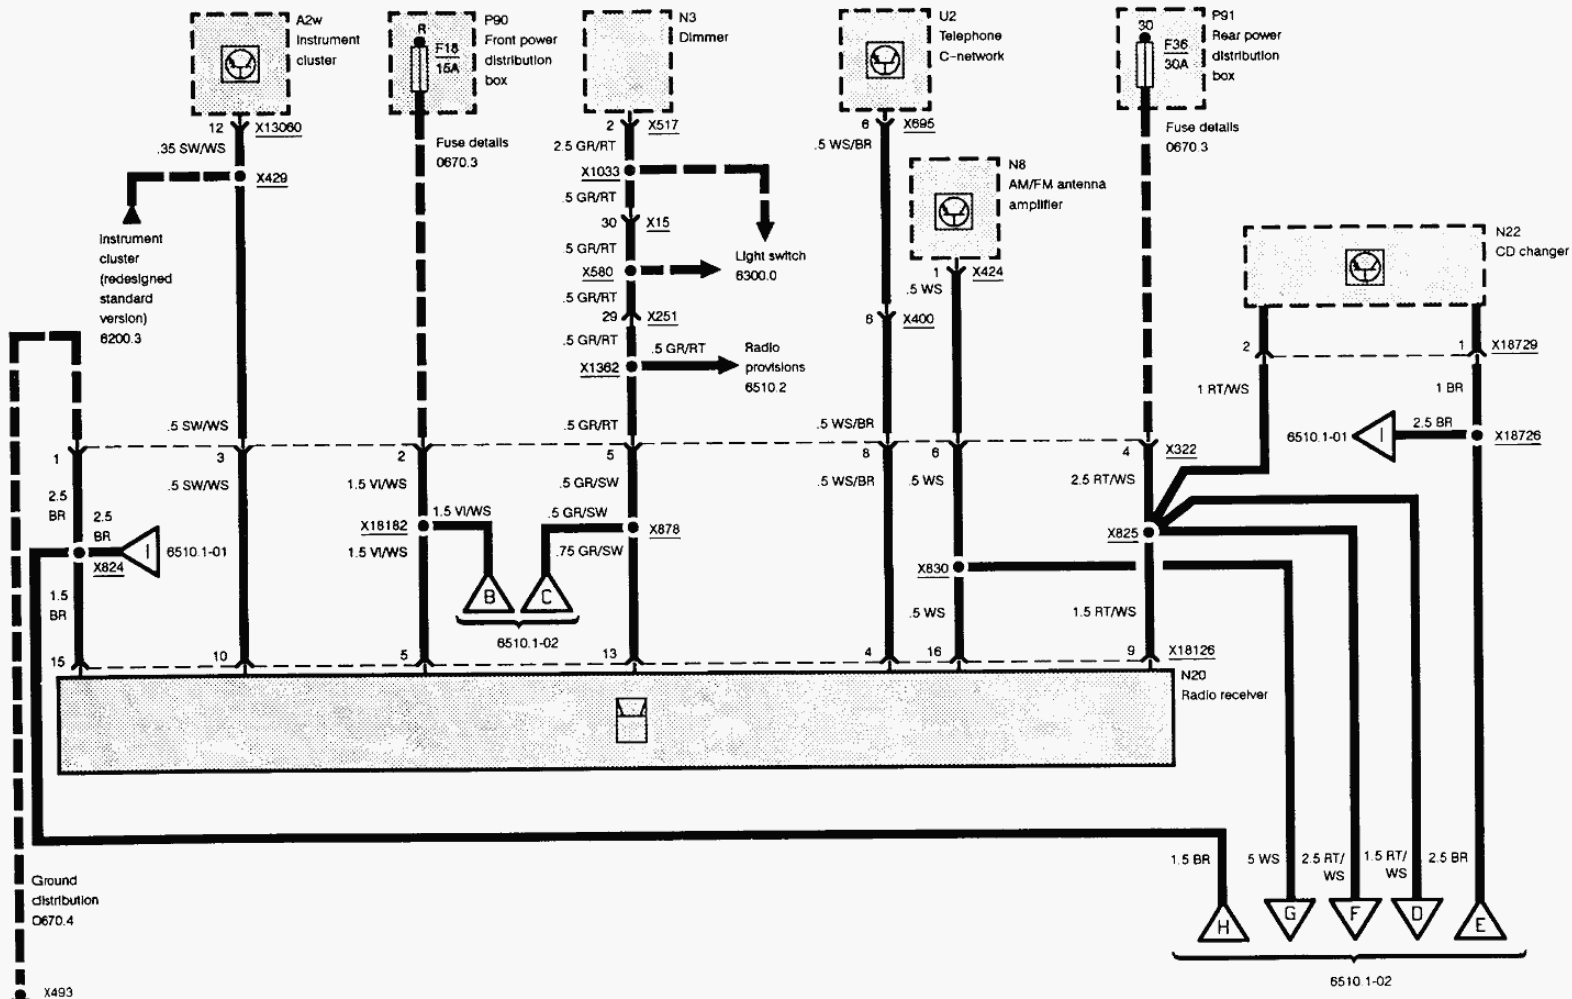 A2w
Instrument
cluster
12
X13060
.35 SW/WS
X429
Instrument
cluster
(redesigned
standard
version)
6200.3
.5 SW/WS
3
.5 SW/WS
10
R
F18
15A
P90
Front power
distribution
box
Fuse details
0670.3
2
1.5 VI/WS
X18182
1.5 VI/WS
1.5 VI/WS
5
B
C
6510.1-02
N3
Dimmer
2
X517
2.5 GR/RT
X1033
.5 GR/RT
30
X15
.5 GR/RT
X580
Light switch
6300.0
.5 GR/RT
29
X251
.5 GR/RT
X1362
.5 GR/RT
Radio
provisions
6510.2
.5 GR/RT
5
.5 GR/SW
.5 GR/SW
X878
.75 GR/SW
13
U2
Telephone
C-network
6
X695
.5 WS/BR
8
X400
.5 WS/BR
8
.5 WS/BR
4
N8
AM/FM antenna
amplifier
1
X424
.5 WS
6
.5 WS
X830
.5 WS
16
30
F36
30A
P91
Rear power
distribution
box
Fuse details
0670.3
4
X322
2.5 RT/WS
X825
1.5 RT/WS
9
X18126
N22
CD changer
2
1
X18729
1 RT/WS
1 BR
6510.1-01
I
2.5 BR
X18726
1
2.5
BR
2.5
BR
I
6510.1-01
X824
1.5
BR
15
N20
Radio receiver
Ground
distribution
0670.4
X493
1.5 BR
5 WS
2.5 RT/
WS
1.5 RT/
WS
2.5 BR
H
G
F
D
E
6510.1-02